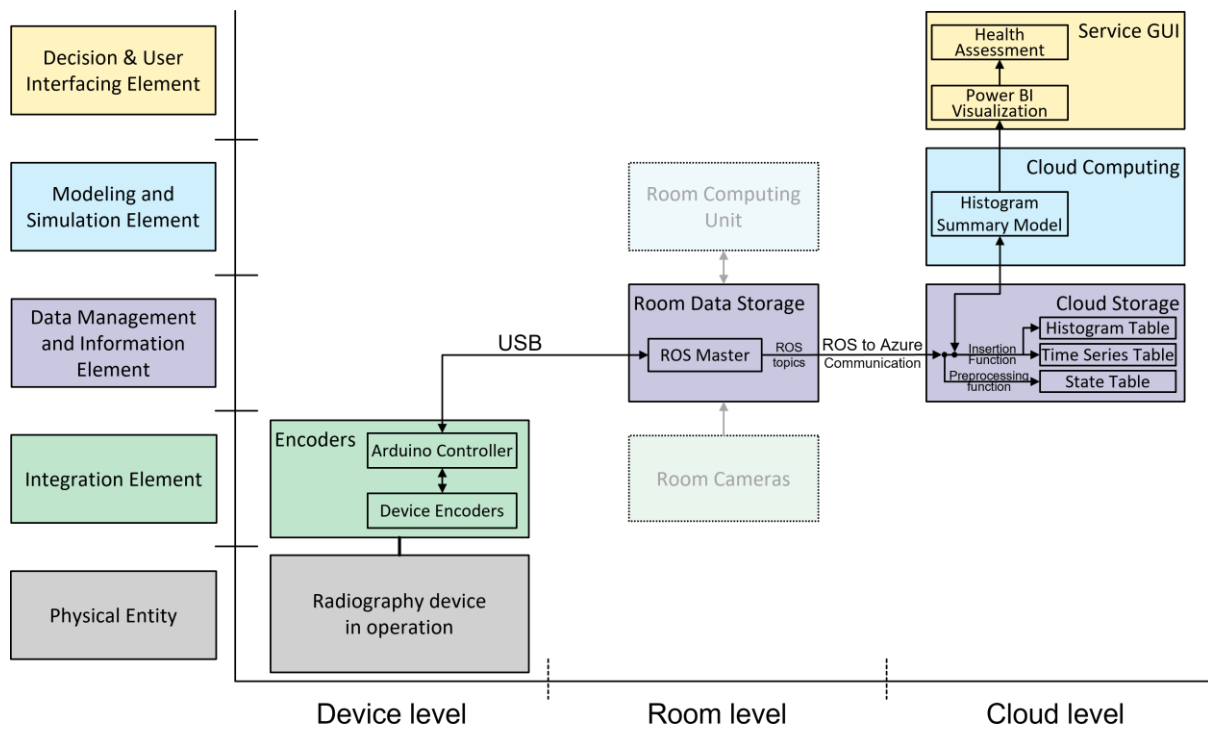 Decision & User
Interfacing Element
Modeling and
Simulation Element
Data Management
and Information
Element
Integration Element
Physical Entity
Encoders
Arduino Controller
Device Encoders
Radiography device
in operation
USB
Room Computing
Unit
Room Data Storage
ROS Master
ROS
topics
Room Cameras
ROS to Azure
Communication
Service GUI
Health
Assessment
Power BI
Visualization
Cloud Computing
Histogram
Summary Model
Cloud Storage
Histogram Table
Insertion
Function
Time Series Table
Preprocessing
function
State Table
Device level
Room level
Cloud level